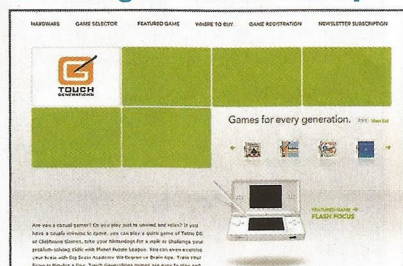 HARDWARE GAME SELECTOR FEATURED GAME WHERE TO BUY GAME REGISTRATION NEWSLETTER SUBSCRIPTION
TOUCH
GENERATIONS
Games for every generation.
FEATURED GAME
FLASH FOCUS
Are you a casual gamer? Or do you just to unwind and relax? If you
have a couple minutes to spare, you can play a quick game of Tetris DS
or Clubhouse Games, take your Nintendogs for a walk or challenge your
problem-solving skills with Planet Puzzle League. You can even exercise
your brain with Big Brain Academy Wii Degree or Brain Age: Train Your